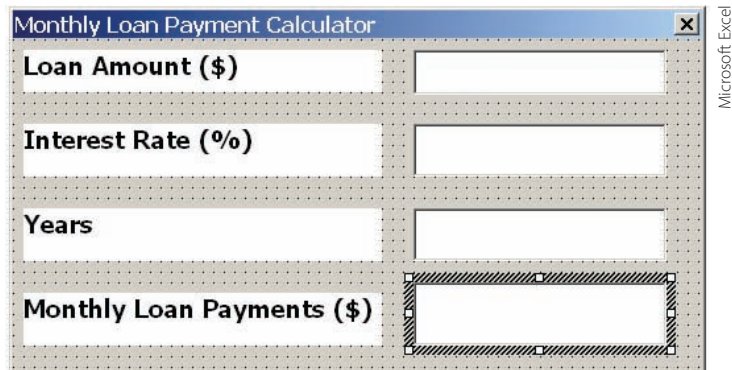 Monthly Loan Payment Calculator
Loan Amount ($)
Interest Rate (%)
Years
Monthly Loan Payments ($)
Microsoft Excel